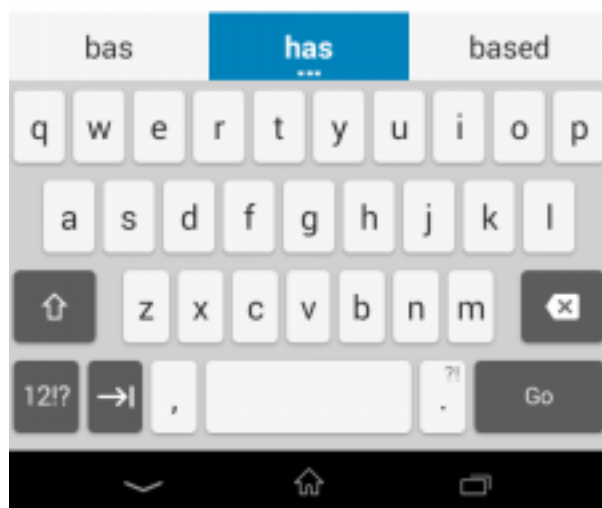 bas has based
q w e r t y u i o p
a s d f g h j k l
z x c v b n m
12!? , ?! . Go